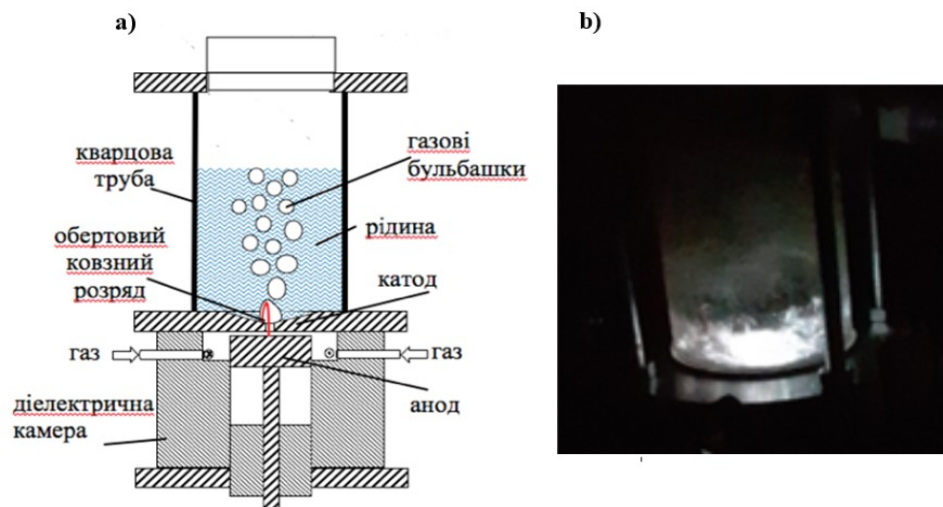 a)
b)
кварцова
труба
газові
бульбашки
обертовий
ковзний
розряд
рідина
катод
газ
газ
діелектрична
камера
анод